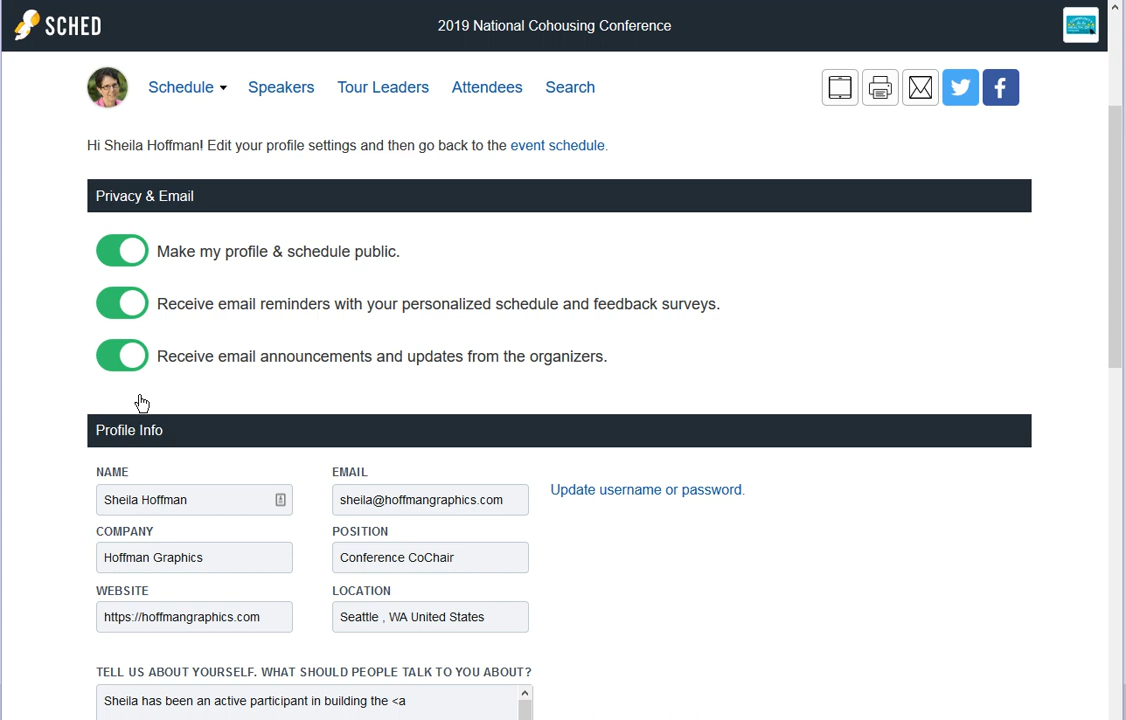 SCHED
2019 National Cohousing Conference
Schedule Speakers Tour Leaders Attendees Search
Hi Sheila Hoffman! Edit your profile settings and then go back to the event schedule.
Privacy & Email
Make my profile & schedule public.
Receive email reminders with your personalized schedule and feedback surveys.
Receive email announcements and updates from the organizers.
Profile Info
NAME EMAIL
Sheila Hoffman sheila@hoffmangraphics.com Update username or password.
COMPANY POSITION
Hoffman Graphics Conference CoChair
WEBSITE LOCATION
https://hoffmangraphics.com Seattle , WA United States
TELL US ABOUT YOURSELF. WHAT SHOULD PEOPLE TALK TO YOU ABOUT?
Sheila has been an active participant in building the <a